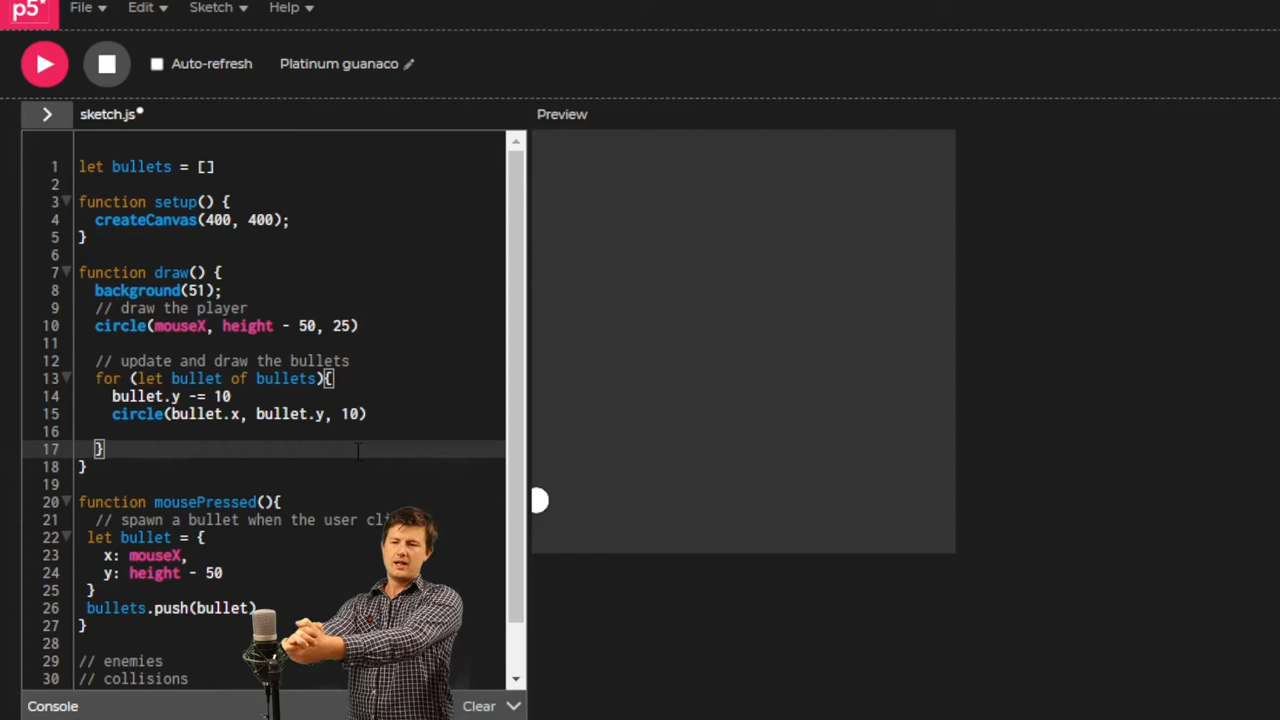 p5*
File Edit Sketch Help
Auto-refresh Platinum guanaco
sketch.js
Preview
1 let bullets = []
2
3 function setup() {
4 createCanvas(400, 400);
5 }
6
7 function draw() {
8 background(51);
9 // draw the player
10 circle(mouseX, height - 50, 25)
11
12 // update and draw the bullets
13 for (let bullet of bullets){
14 bullet.y -= 10
15 circle(bullet.x, bullet.y, 10)
16
17 }
18 }
19
20 function mousePressed(){
21 // spawn a bullet when the user
22 let bullet = {
23 x: mouseX,
24 y: height - 50
25 }
26 bullets.push(bullet)
27 }
28
29 // enemies
30 // collisions
Console Clear